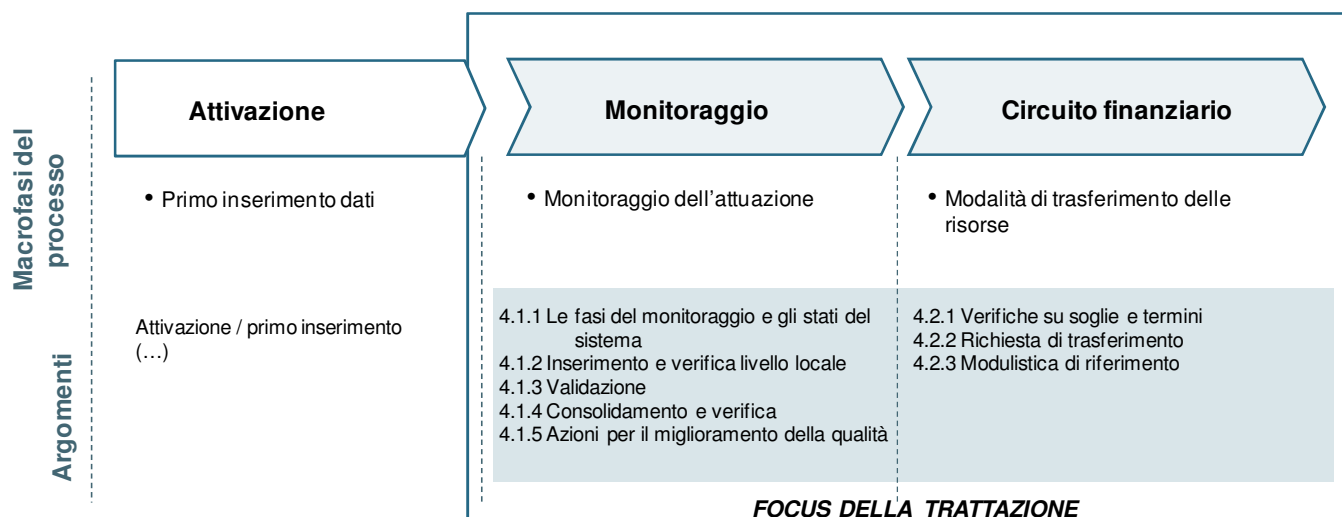 Macrofasi del
processo
Attivazione
Monitoraggio
Circuito finanziario
• Primo inserimento dati
• Monitoraggio dell'attuazione
• Modalità di trasferimento delle
risorse
Argomenti
Attivazione / primo inserimento
(…)
4.1.1 Le fasi del monitoraggio e gli stati del
sistema
4.1.2 Inserimento e verifica livello locale
4.1.3 Validazione
4.1.4 Consolidamento e verifica
4.1.5 Azioni per il miglioramento della qualità
4.2.1 Verifiche su soglie e termini
4.2.2 Richiesta di trasferimento
4.2.3 Modulistica di riferimento
FOCUS DELLA TRATTAZIONE